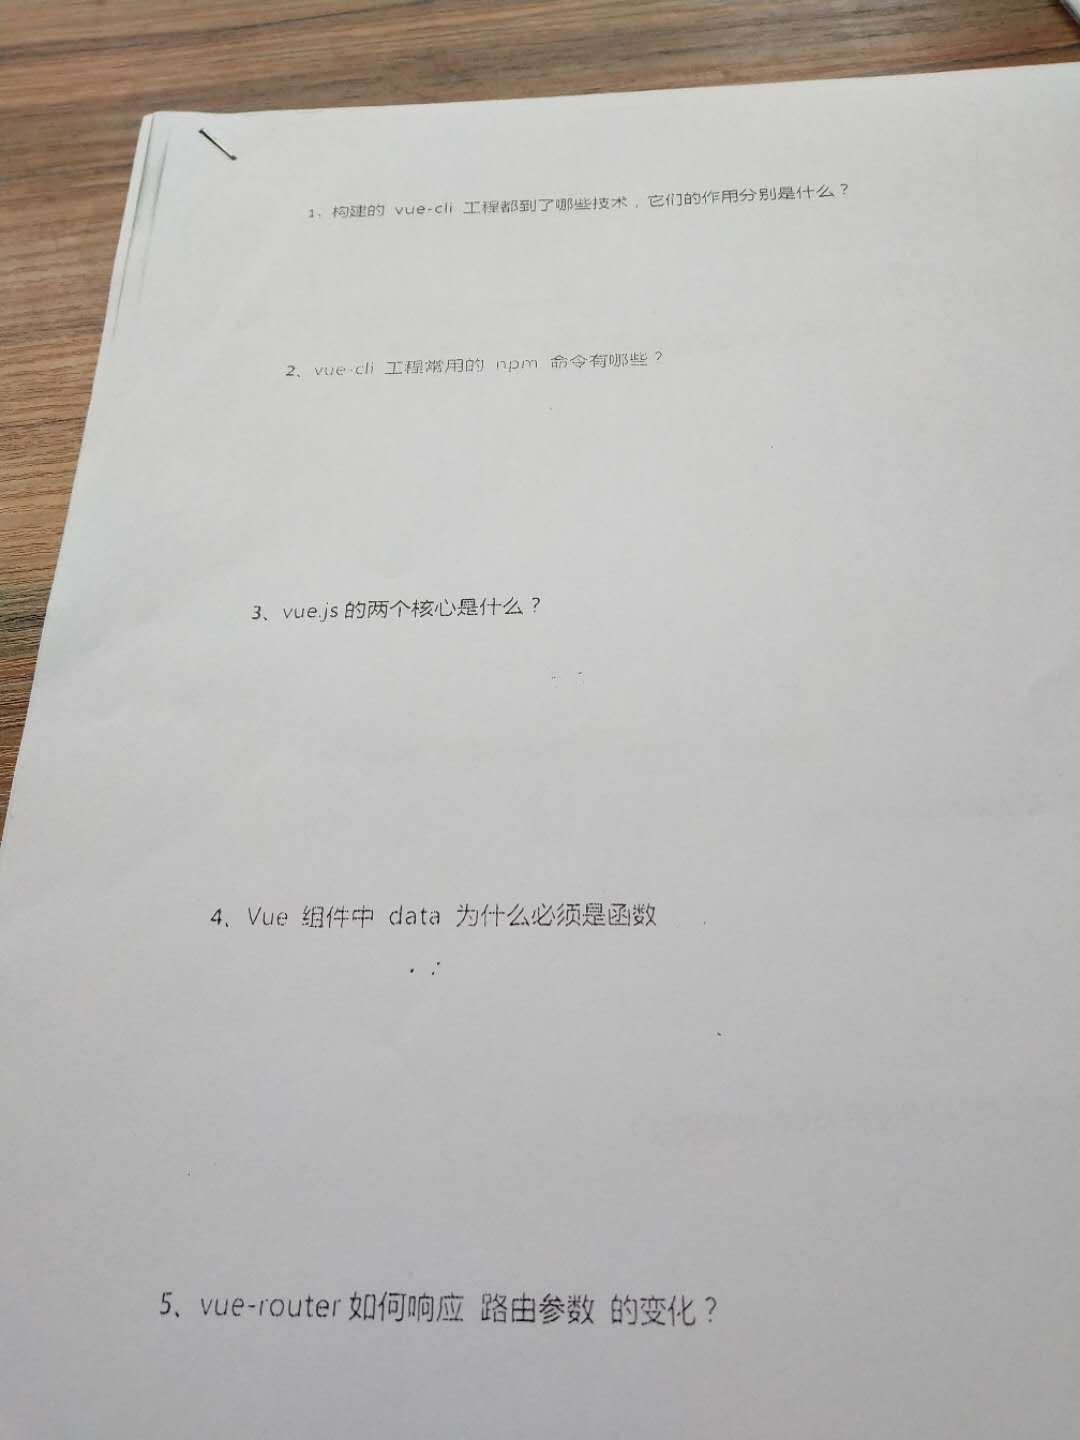 1、构建的 vue-cli 工程都到了哪些技术，它们的作用分别是什么？
2、vue-cli 工程常用的 npm 命令有哪些？
3、vue.js 的两个核心是什么？
4、Vue 组件中 data 为什么必须是函数
5、vue-router 如何响应 路由参数 的变化？